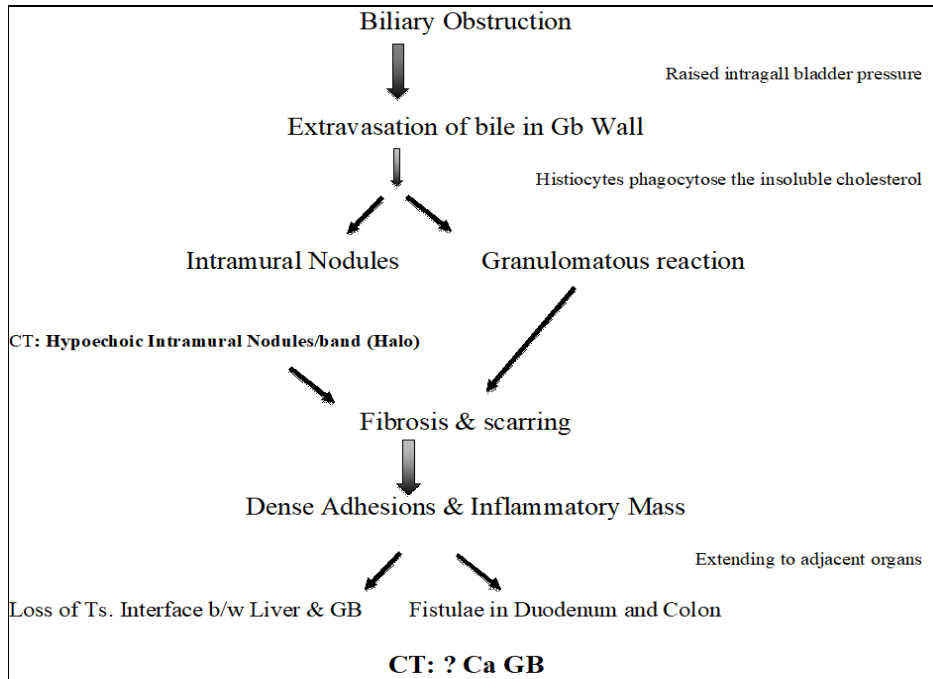 Biliary Obstruction
Raised intragall bladder pressure
Extravasation of bile in Gb Wall
Histiocytes phagocytose the insoluble cholesterol
Intramural Nodules
Granulomatous reaction
CT: Hypoechoic Intramural Nodules/band (Halo)
Fibrosis & scarring
Dense Adhesions & Inflammatory Mass
Extending to adjacent organs
Loss of Ts. Interface b/w Liver & GB
Fistulae in Duodenum and Colon
CT: ? Ca GB